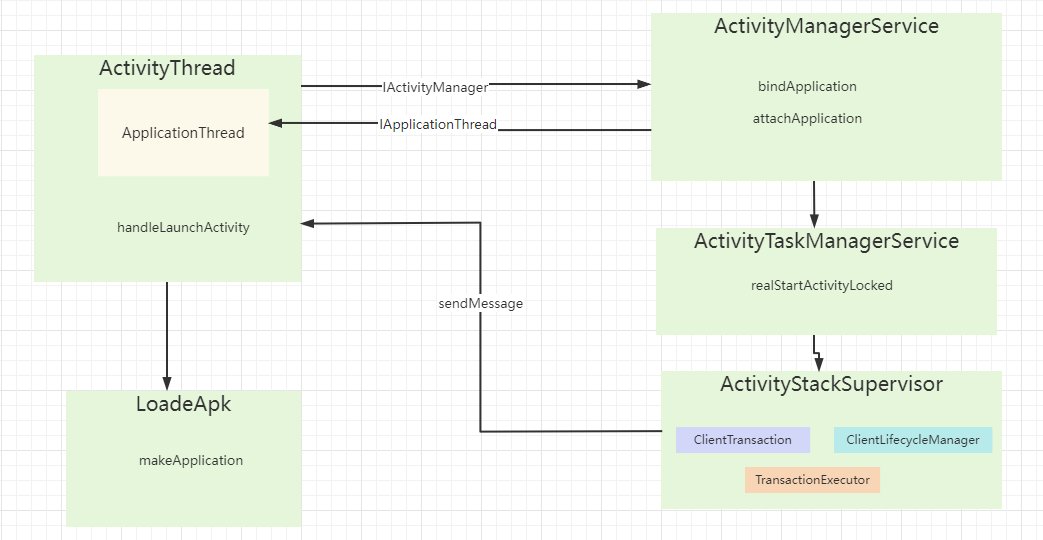 ActivityThread
ApplicationThread
handleLaunchActivity
IActivityManager
IApplicationThread
ActivityManagerService
bindApplication
attachApplication
ActivityTaskManagerService
realStartActivityLocked
sendMessage
ActivityStackSupervisor
ClientTransaction
ClientLifecycleManager
TransactionExecutor
LoadeApk
makeApplication